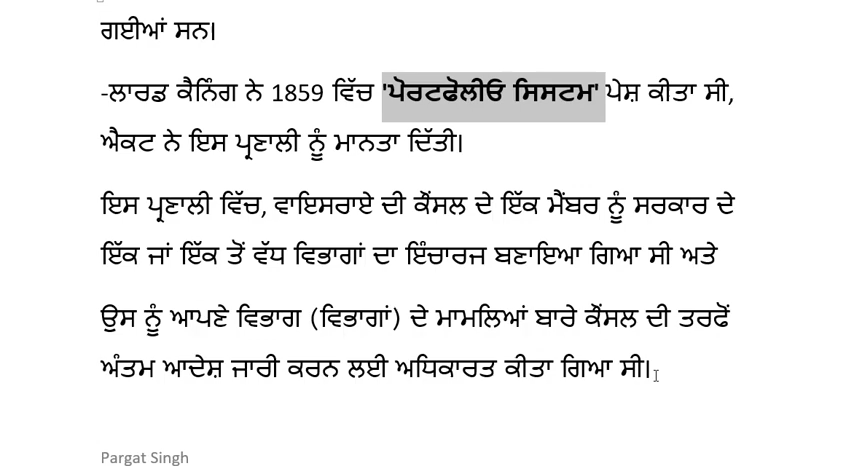 ਗਈਆਂ ਸਨ।
-ਲਾਰਡ ਕੈਨਿੰਗ ਨੇ 1859 ਵਿੱਚ 'ਪੋਰਟਫੋਲੀਓ ਸਿਸਟਮ' ਪੇਸ਼ ਕੀਤਾ ਸੀ,
ਐਕਟ ਨੇ ਇਸ ਪ੍ਰਣਾਲੀ ਨੂੰ ਮਾਨਤਾ ਦਿੱਤੀ।
ਇਸ ਪ੍ਰਣਾਲੀ ਵਿੱਚ, ਵਾਇਸਰਾਏ ਦੀ ਕੌਂਸਲ ਦੇ ਇੱਕ ਮੈਂਬਰ ਨੂੰ ਸਰਕਾਰ ਦੇ
ਇੱਕ ਜਾਂ ਇੱਕ ਤੋਂ ਵੱਧ ਵਿਭਾਗਾਂ ਦਾ ਇੰਚਾਰਜ ਬਣਾਇਆ ਗਿਆ ਸੀ ਅਤੇ
ਉਸ ਨੂੰ ਆਪਣੇ ਵਿਭਾਗ (ਵਿਭਾਗਾਂ) ਦੇ ਮਾਮਲਿਆਂ ਬਾਰੇ ਕੌਂਸਲ ਦੀ ਤਰਫੋਂ
ਅੰਤਮ ਆਦੇਸ਼ ਜਾਰੀ ਕਰਨ ਲਈ ਅਧਿਕਾਰਤ ਕੀਤਾ ਗਿਆ ਸੀ।
Pargat Singh